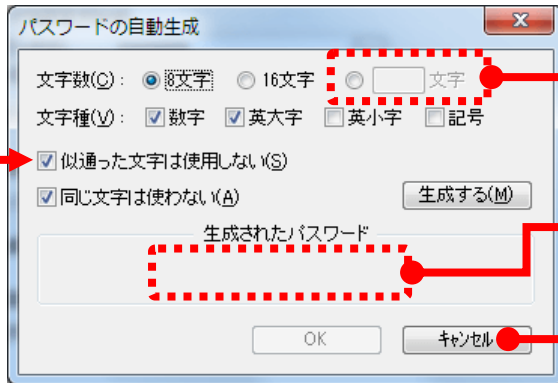 パスワードの自動生成
文字数(C): 8文字 16文字 文字
文字種(V): 数字 英大字 英小字 記号
似通った文字は使用しない(S)
同じ文字は使わない(A) 生成する(M)
生成されたパスワード
OK キャンセル